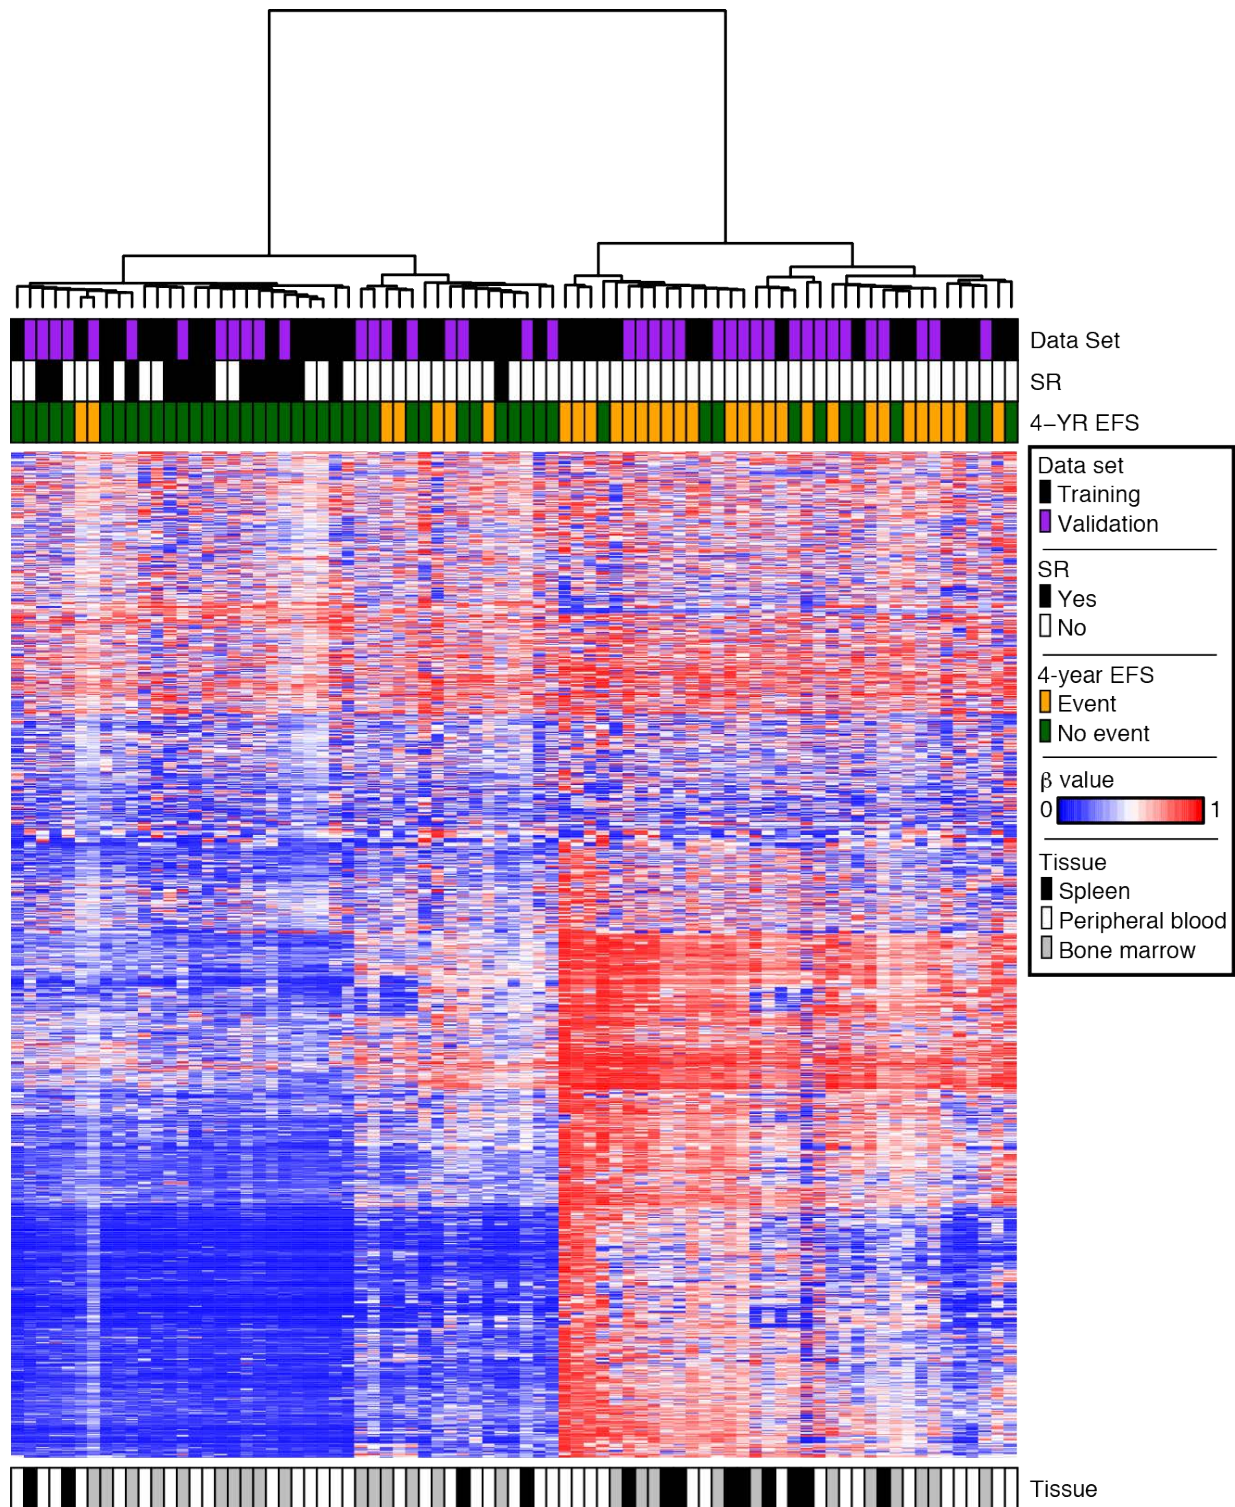 Data Set
SR
4−YR EFS
Data set
Training
Validation
SR
Yes
No
4-year EFS
Event
No event
β value
0 1
Tissue
Spleen
Peripheral blood
Bone marrow
Tissue